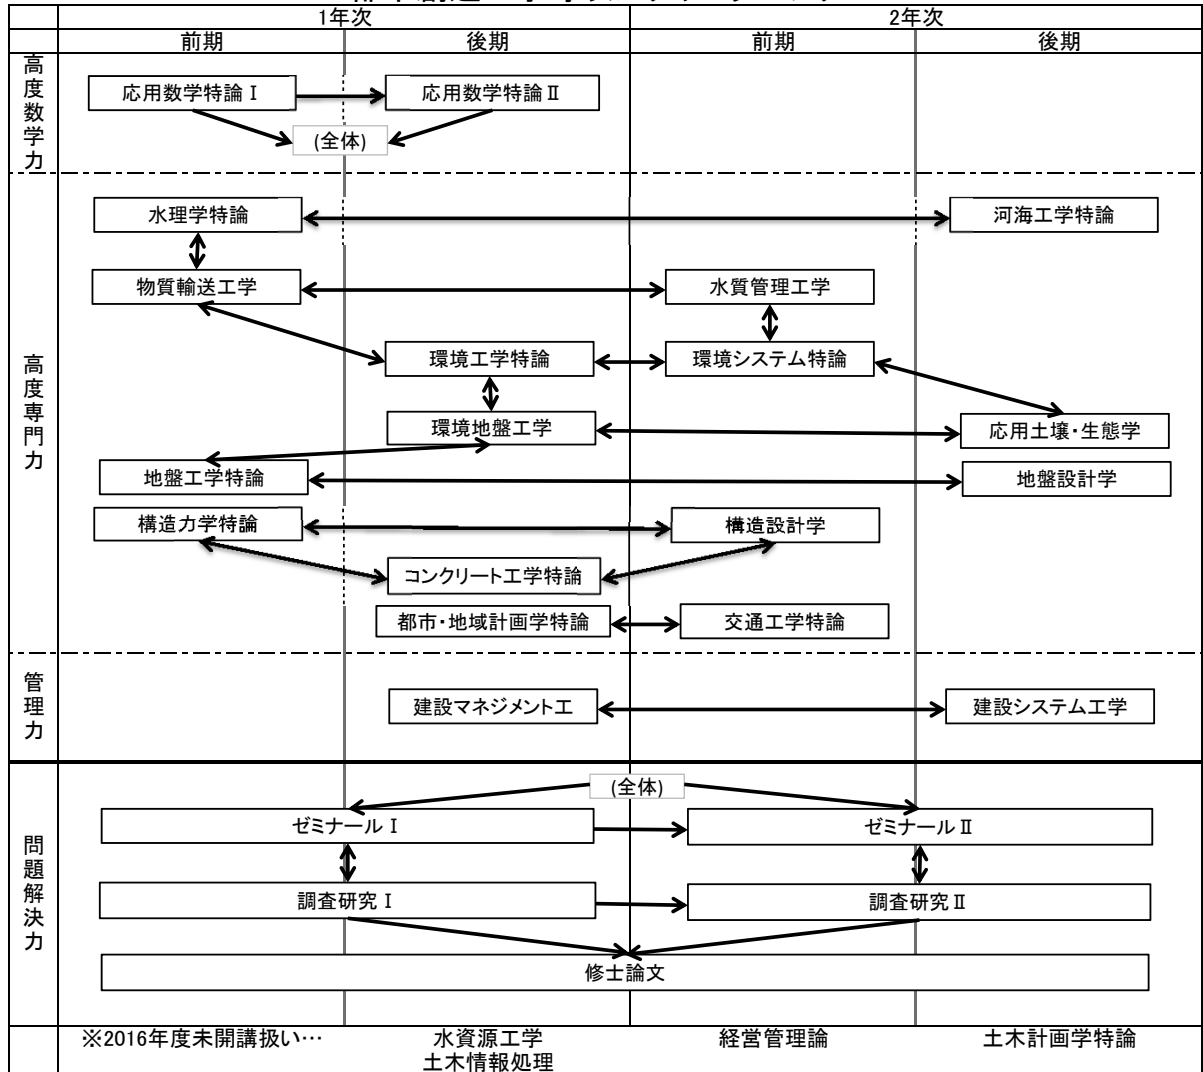 1年次
2年次
前期
後期
前期
後期
高度数学力
応用数学特論Ⅰ
応用数学特論Ⅱ
(全体)
高度専門力
水理学特論
河海工学特論
物質輸送工学
水質管理工学
環境工学特論
環境システム特論
環境地盤工学
応用土壌・生態学
地盤工学特論
地盤設計学
構造力学特論
構造設計学
コンクリート工学特論
都市・地域計画学特論
交通工学特論
管理力
建設マネジメント工
建設システム工学
問題解決力
(全体)
ゼミナールⅠ
ゼミナールⅡ
調査研究Ⅰ
調査研究Ⅱ
修士論文
※2016年度未開講扱い…
水資源工学
土木情報処理
経営管理論
土木計画学特論